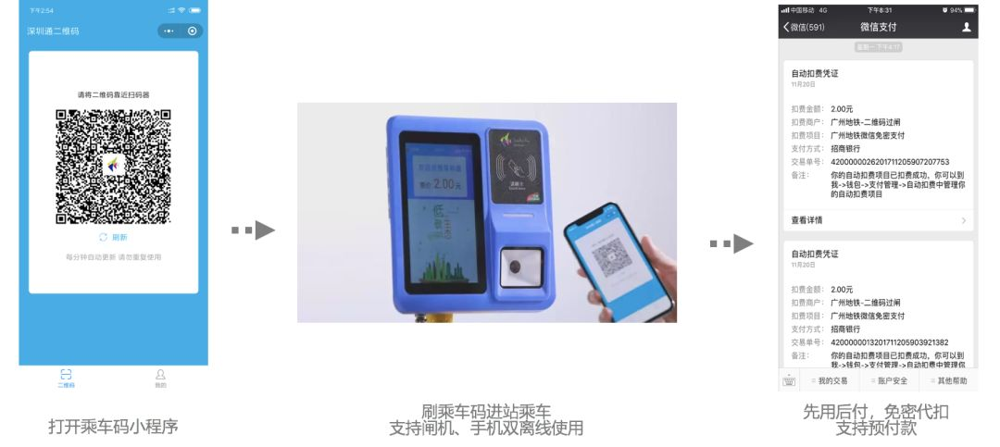 下午2:54
深圳通二维码
请将二维码靠近扫码器
刷新
每分钟自动更新 请勿重复使用
二维码
我的
打开乘车码小程序
票价 2.00元
请刷卡
刷乘车码进站乘车
支持闸机、手机双离线使用
中国移动 4G
下午8:31
94%
微信(591)
微信支付
星期一 下午4:17
自动扣费凭证
11月20日
扣费金额: 2.00元
扣费商户: 广州地铁-二维码过闸
扣费项目: 广州地铁微信免密支付
支付方式: 招商银行
交易单号: 4200000026201711205907207753
备注: 你的自动扣费项目已扣费成功，你可以到
我->钱包->支付管理->自动扣费中管理你
的自动扣费项目
查看详情
自动扣费凭证
11月20日
扣费金额: 2.00元
扣费商户: 广州地铁-二维码过闸
扣费项目: 广州地铁微信免密支付
支付方式: 招商银行
交易单号: 4200000013201711205903921382
备注: 你的自动扣费项目已扣费成功，你可以到
我->钱包->支付管理->自动扣费中管理你
我的交易
账户安全
其他帮助
先用后付，免密代扣
支持预付款